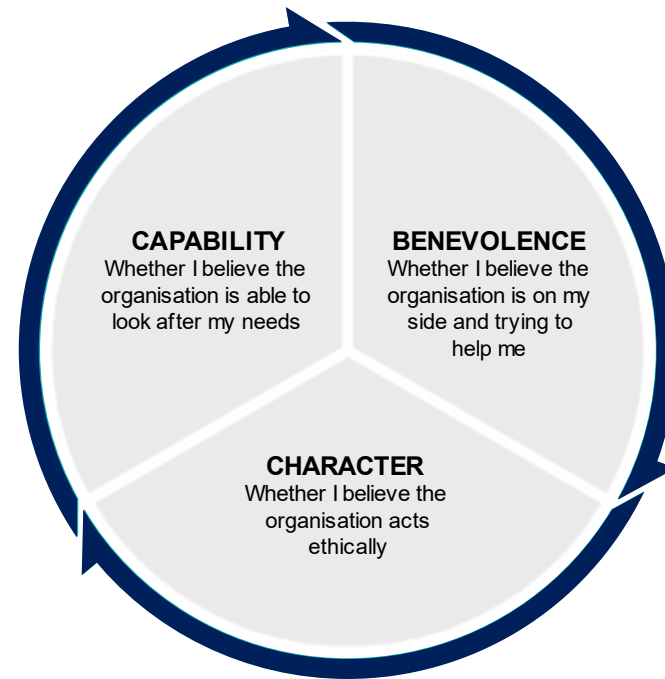 CAPABILITY
Whether I believe the
organisation is able to
look after my needs
BENEVOLENCE
Whether I believe the
organisation is on my
side and trying to
help me
CHARACTER
Whether I believe the
organisation acts
ethically